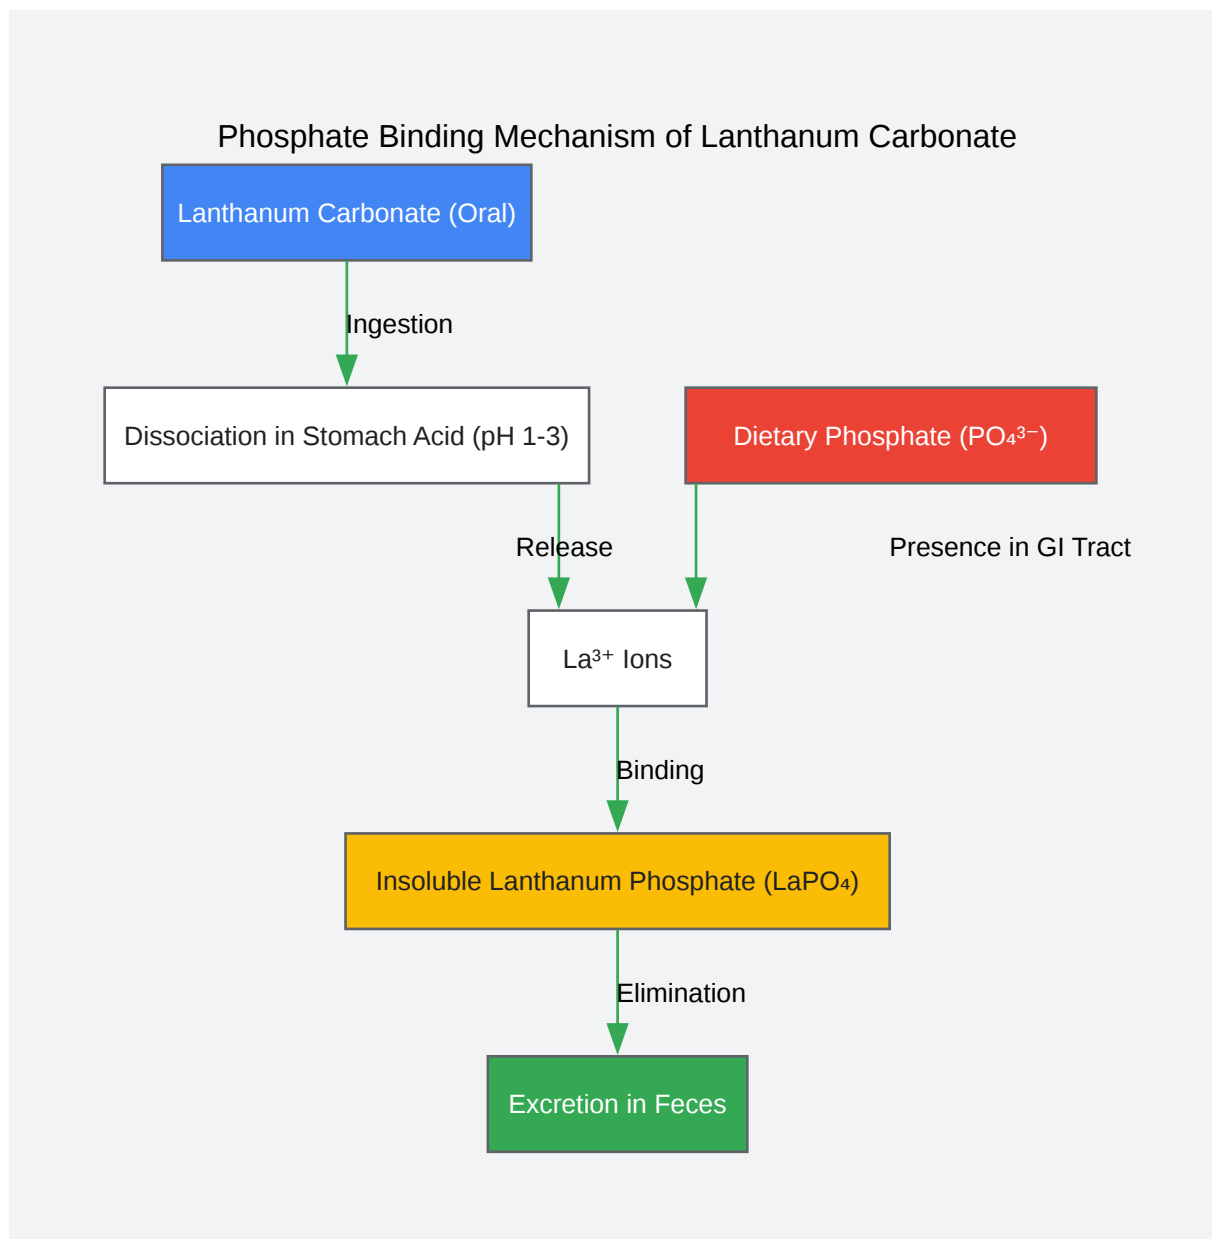 Phosphate Binding Mechanism of Lanthanum Carbonate
Lanthanum Carbonate (Oral)
Ingestion
Dissociation in Stomach Acid (pH 1-3)
Dietary Phosphate (PO₄³⁻)
Release
Presence in GI Tract
La³⁺ Ions
Binding
Insoluble Lanthanum Phosphate (LaPO₄)
Elimination
Excretion in Feces